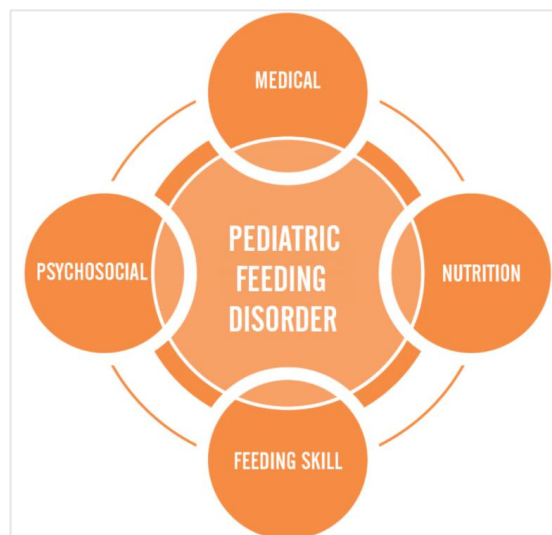 MEDICAL
PSYCHOSOCIAL
PEDIATRIC
FEEDING
DISORDER
NUTRITION
FEEDING SKILL